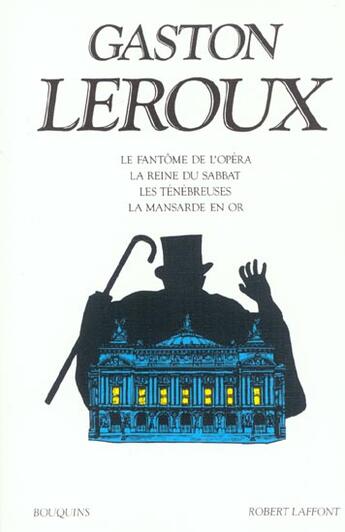 GASTON
LEROUX
LE FANTÔME DE L'OPÉRA
LA REINE DU SABBAT
LES TÉNÉBREUSES
LA MANSARDE EN OR
BOUQUINS
ROBERT LAFFONT